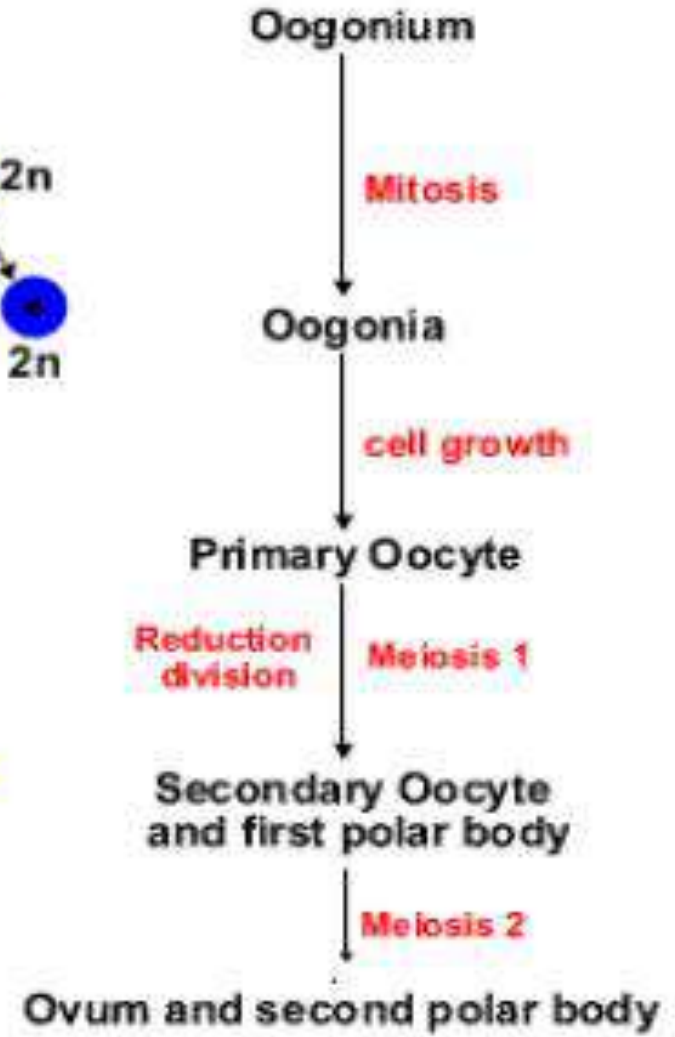 Oogonium
2n
Mitosis
Oogonia
2n
cell growth
Primary Oocyte
Reduction
division
Meiosis 1
Secondary Oocyte
and first polar body
Meiosis 2
Ovum and second polar body